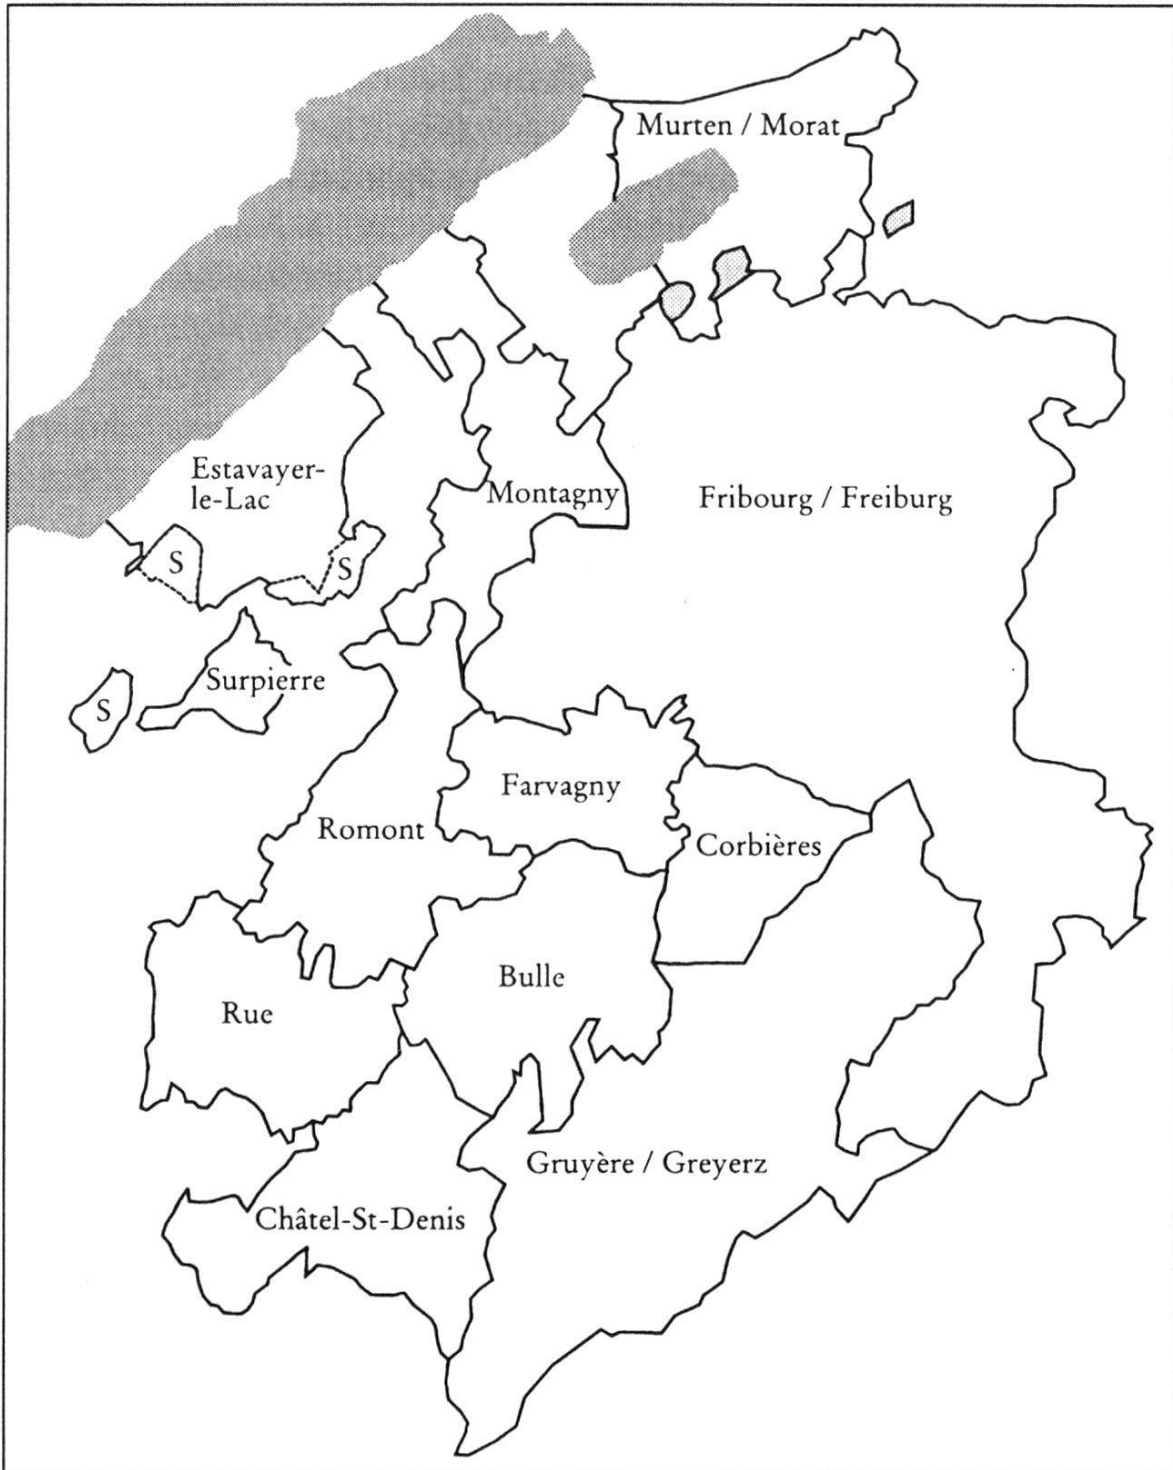 Murten / Morat
Estavayer-
le-Lac
Montagny
Fribourg / Freiburg
S
S
Surpierre
S
Farvagny
Romont
Corbières
Bulle
Rue
Gruyère / Greyerz
Châtel-St-Denis